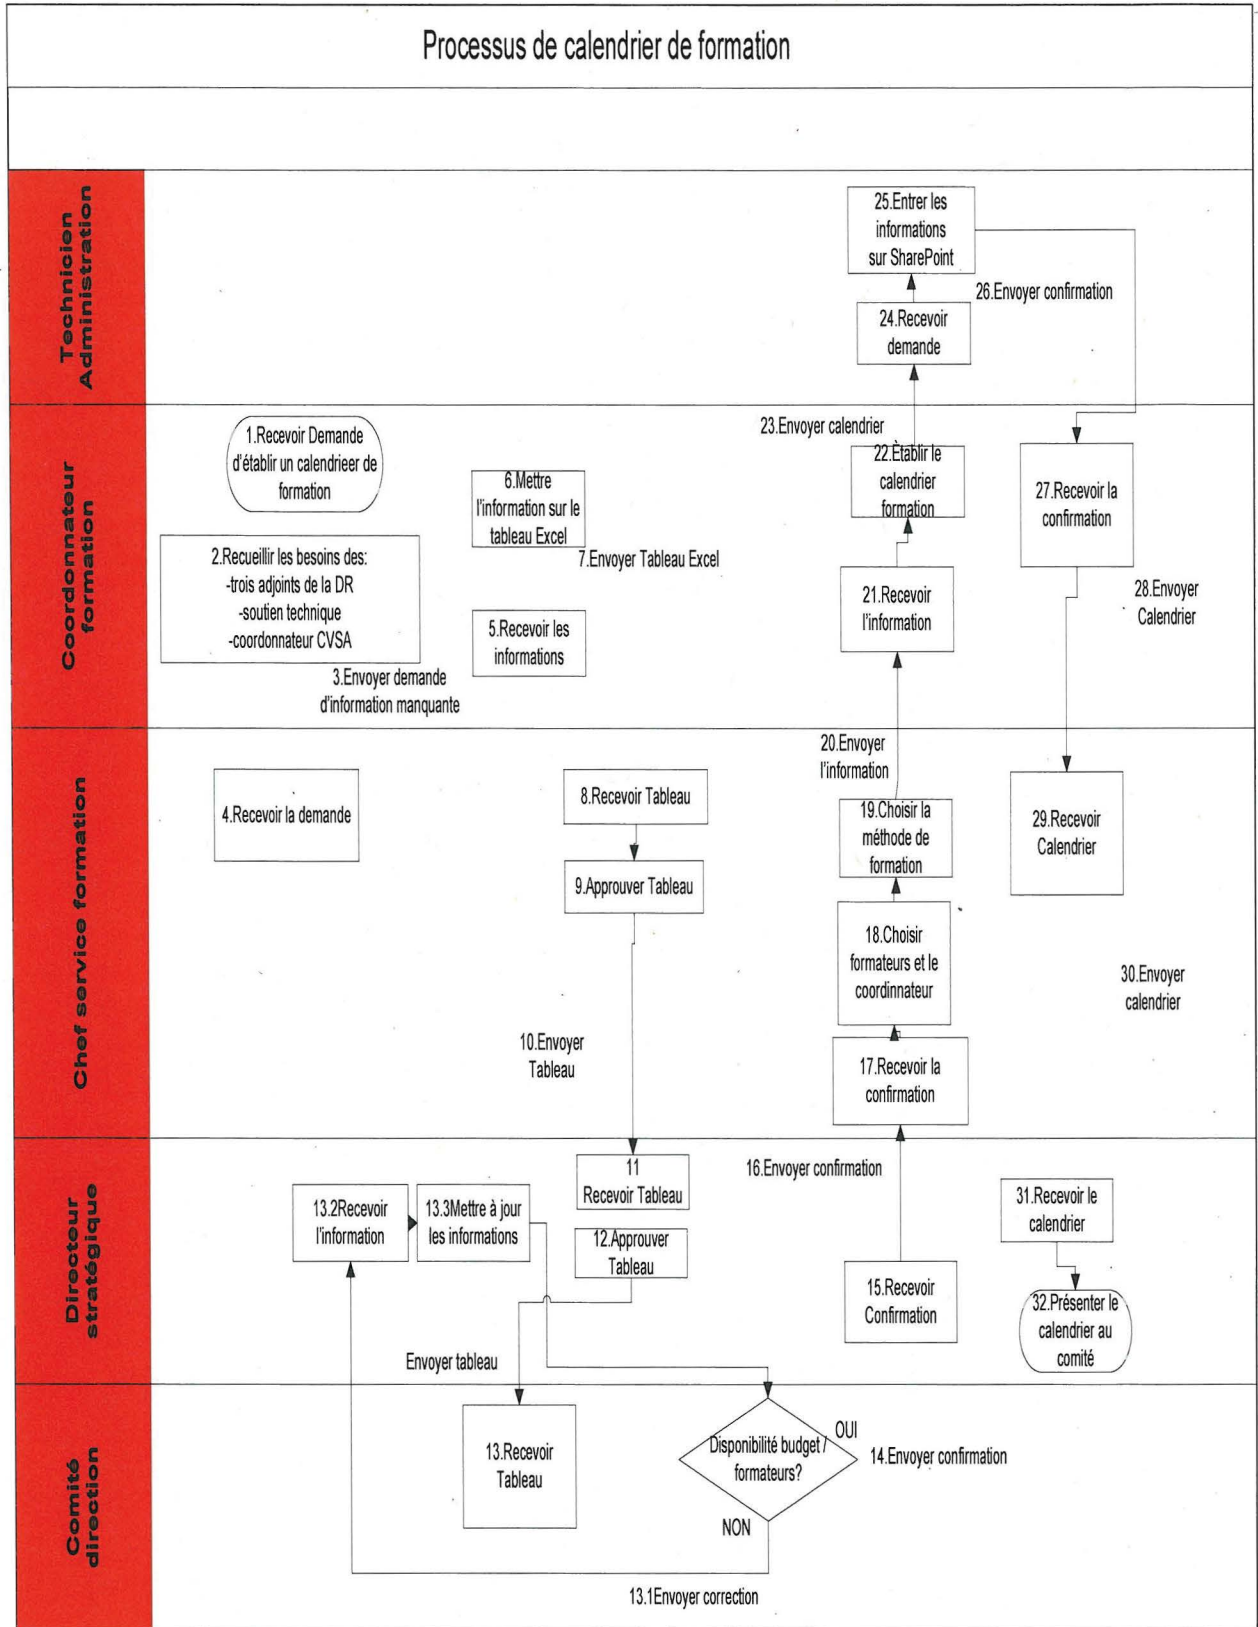 Processus de calendrier de formation
Technicien
Administration
25.Entrer les
informations
sur SharePoint
26.Envoyer confirmation
24.Recevoir
demande
Coordonnateur
formation
1.Recevoir Demande
d'établir un calendrieer de
formation
2.Recueillir les besoins des:
-trois adjoints de la DR
-soutien technique
-coordonnateur CVSA
3.Envoyer demande
d'information manquante
6.Mettre
l'information sur le
tableau Excel
7.Envoyer Tableau Excel
5.Recevoir les
informations
23.Envoyer calendrier
22.Ètablir le
calendrier
formation
21.Recevoir
l'information
27.Recevoir la
confirmation
28.Envoyer
Calendrier
Chef service formation
4.Recevoir la demande
8.Recevoir Tableau
9.Approuver Tableau
10.Envoyer
Tableau
20.Envoyer
l'information
19.Choisir la
méthode de
formation
18.Choisir
formateurs et le
coordinnateur
17.Recevoir la
confirmation
29.Recevoir
Calendrier
30.Envoyer
calendrier
Directeur
stratégique
13.2Recevoir
l'information
13.3Mettre à jour
les informations
11
Recevoir Tableau
12.Approuver
Tableau
Envoyer tableau
16.Envoyer confirmation
15.Recevoir
Confirmation
31.Recevoir le
calendrier
32.Présenter le
calendrier au
comité
Comité
direction
13.Recevoir
Tableau
Disponibilité budget /
formateurs?
OUI
14.Envoyer confirmation
NON
13.1Envoyer correction